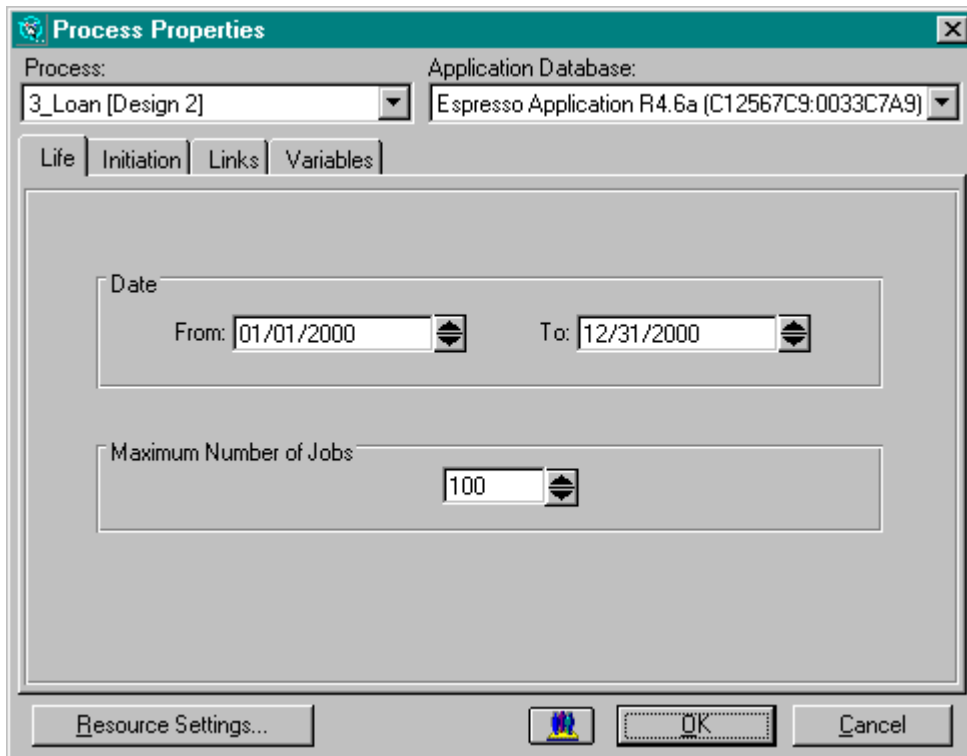 Process Properties
Process: Application Database:
3_Loan [Design 2] Espresso Application R4.6a (C12567C9:0033C7A9)
Life Initiation Links Variables
Date
From: 01/01/2000 To: 12/31/2000
Maximum Number of Jobs
100
Resource Settings... OK Cancel